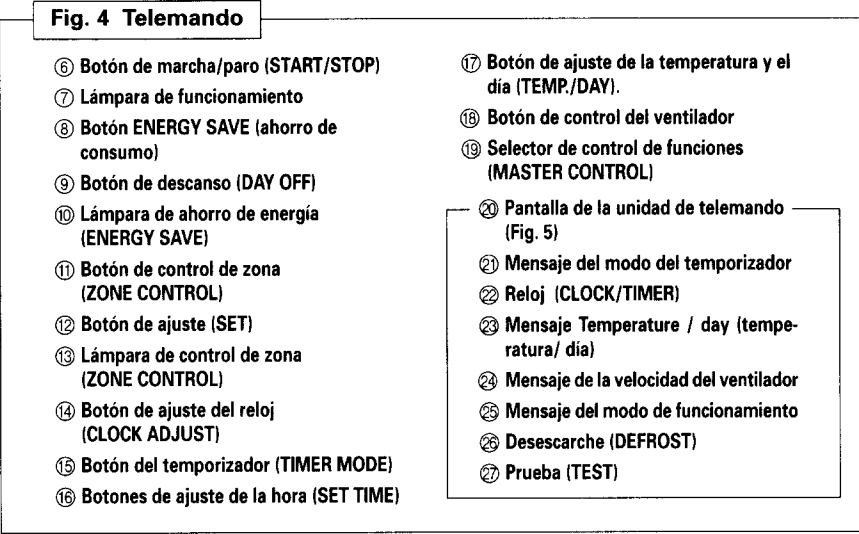 Fig. 4 Telemando
⑥ Botón de marcha/paro (START/STOP)
⑦ Lámpara de funcionamiento
⑧ Botón ENERGY SAVE (ahorro de
consumo)
⑨ Botón de descanso (DAY OFF)
⑩ Lámpara de ahorro de energía
(ENERGY SAVE)
⑪ Botón de control de zona
(ZONE CONTROL)
⑫ Botón de ajuste (SET)
⑬ Lámpara de control de zona
(ZONE CONTROL)
⑭ Botón de ajuste del reloj
(CLOCK ADJUST)
⑮ Botón del temporizador (TIMER MODE)
⑯ Botones de ajuste de la hora (SET TIME)
⑰ Botón de ajuste de la temperatura y el
día (TEMP./DAY).
⑱ Botón de control del ventilador
⑲ Selector de control de funciones
(MASTER CONTROL)
⑳ Pantalla de la unidad de telemando
(Fig. 5)
㉑ Mensaje del modo del temporizador
㉒ Reloj (CLOCK/TIMER)
㉓ Mensaje Temperature / day (tempe-
ratura/ día)
㉔ Mensaje de la velocidad del ventilador
㉕ Mensaje del modo de funcionamiento
㉖ Desescarche (DEFROST)
㉗ Prueba (TEST)